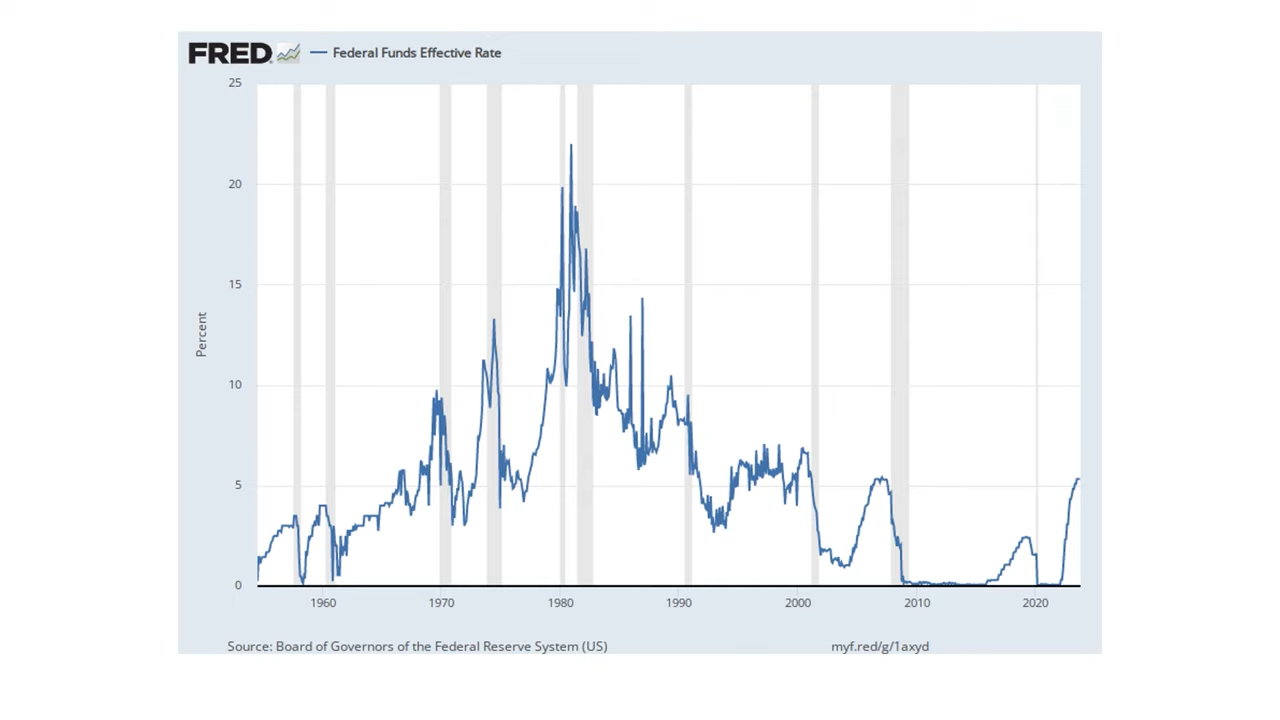 FRED Federal Funds Effective Rate
25
20
15
10
5
0
Percent
1960 1970 1980 1990 2000 2010 2020
Source: Board of Governors of the Federal Reserve System (US) myf.red/g/1axyd